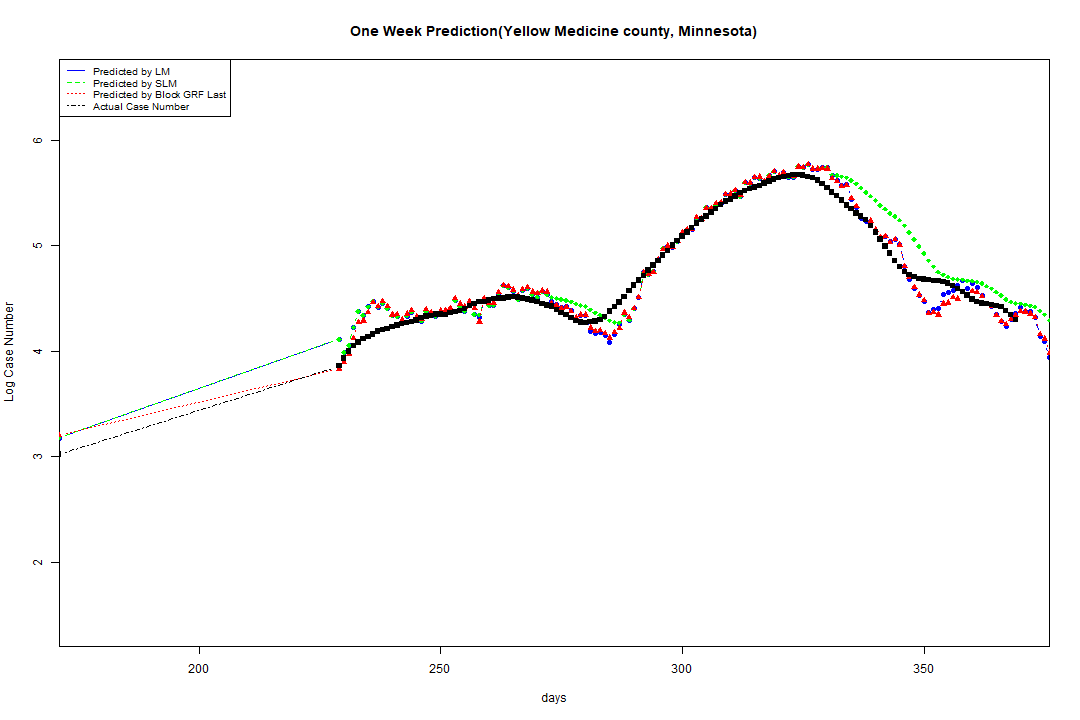 One Week Prediction(Yellow Medicine county, Minnesota)
Predicted by LM
Predicted by SLM
Predicted by Block GRF Last
Actual Case Number
6
5
4
3
2
Log Case Number
200
250
300
350
days